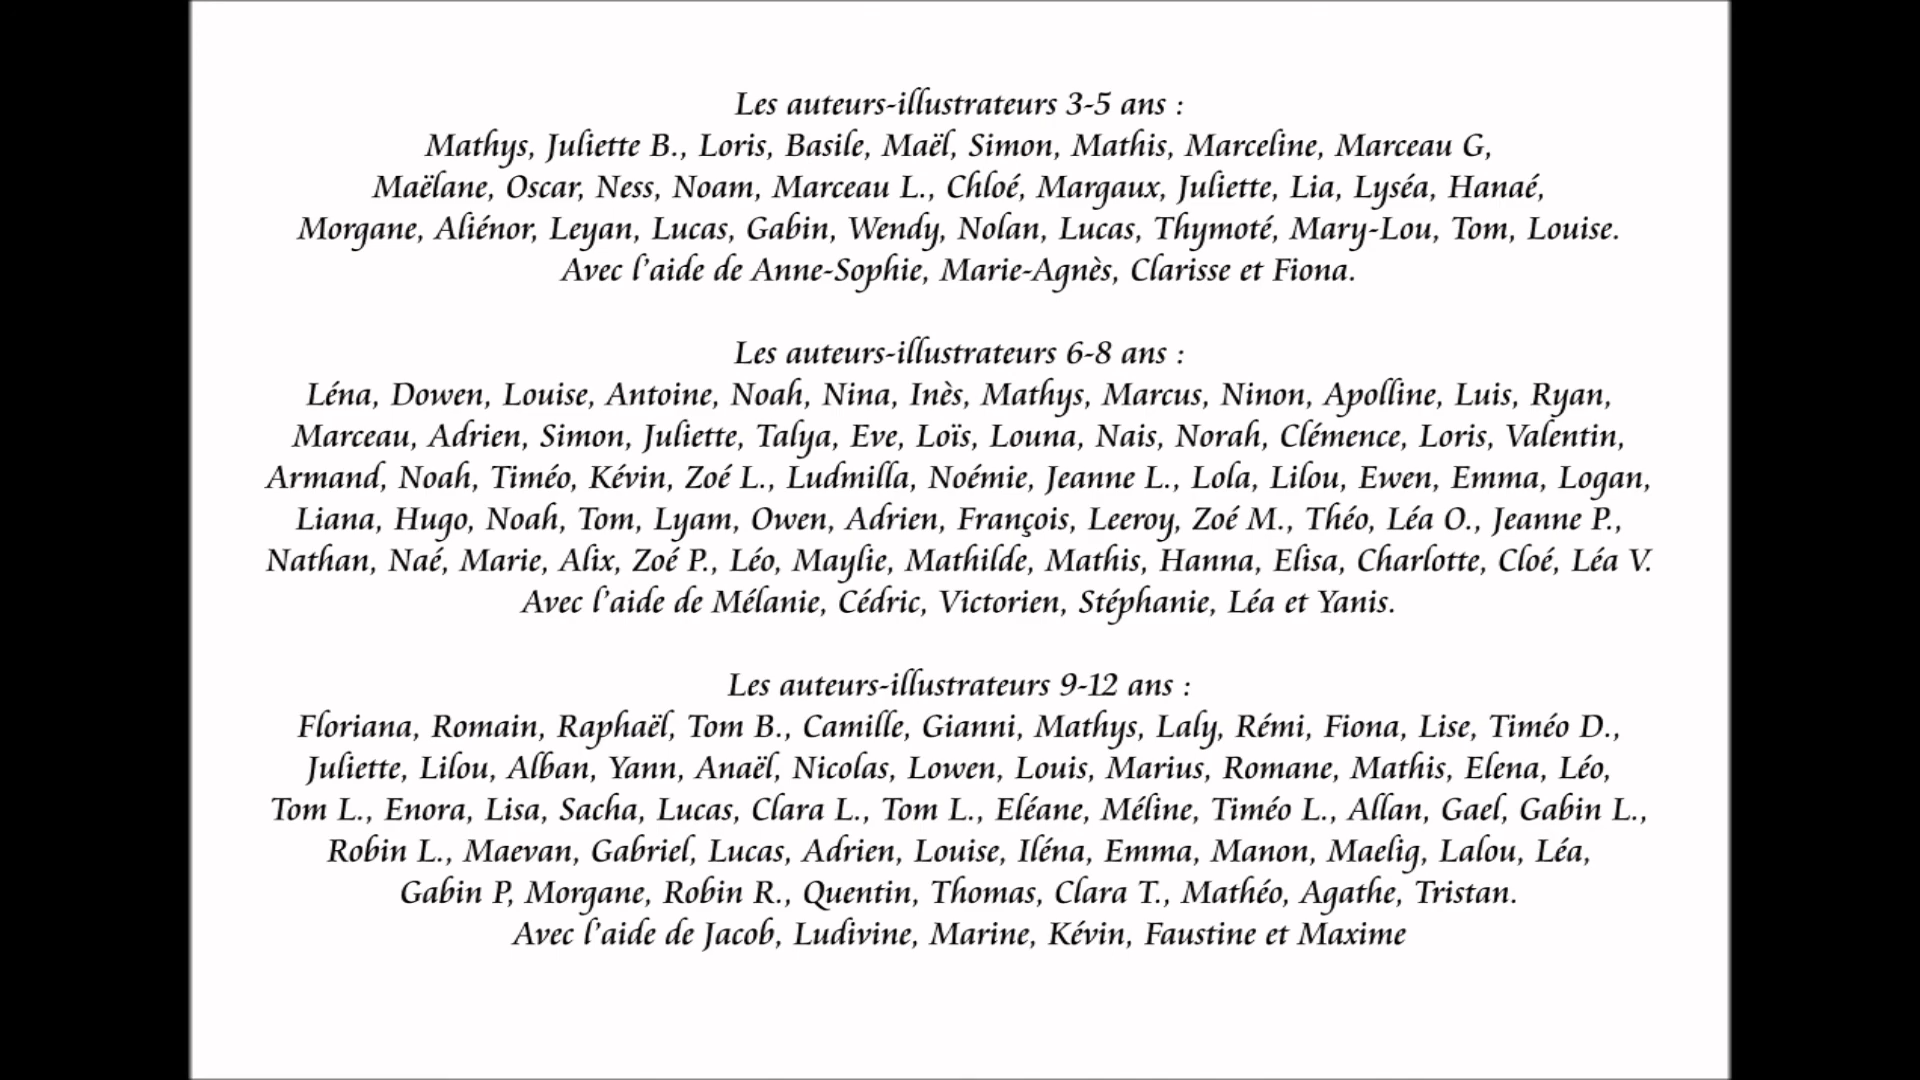 Les auteurs-illustrateurs 3-5 ans :
Mathys, Juliette B., Loris, Basile, Maël, Simon, Mathis, Marceline, Marceau G,
Maëlane, Oscar, Ness, Noam, Marceau L., Chloé, Margaux, Juliette, Lia, Lyséa, Hanaé,
Morgane, Aliénor, Leyan, Lucas, Gabin, Wendy, Nolan, Lucas, Thymoté, Mary-Lou, Tom, Louise.
Avec l'aide de Anne-Sophie, Marie-Agnès, Clarisse et Fiona.
Les auteurs-illustrateurs 6-8 ans :
Léna, Dowen, Louise, Antoine, Noah, Nina, Inès, Mathys, Marcus, Ninon, Apolline, Luis, Ryan,
Marceau, Adrien, Simon, Juliette, Talya, Eve, Loïs, Louna, Nais, Norah, Clémence, Loris, Valentin,
Armand, Noah, Timéo, Kévin, Zoé L., Ludmilla, Noémie, Jeanne L., Lola, Lilou, Ewen, Emma, Logan,
Liana, Hugo, Noah, Tom, Lyam, Owen, Adrien, François, Leeroy, Zoé M., Théo, Léa O., Jeanne P.,
Nathan, Naé, Marie, Alix, Zoé P., Léo, Maylie, Mathilde, Mathis, Hanna, Elisa, Charlotte, Cloé, Léa V.
Avec l'aide de Mélanie, Cédric, Victorien, Stéphanie, Léa et Yanis.
Les auteurs-illustrateurs 9-12 ans :
Floriana, Romain, Raphaël, Tom B., Camille, Gianni, Mathys, Laly, Rémi, Fiona, Lise, Timéo D.,
Juliette, Lilou, Alban, Yann, Anaël, Nicolas, Lowen, Louis, Marius, Romane, Mathis, Elena, Léo,
Tom L., Enora, Lisa, Sacha, Lucas, Clara L., Tom L., Eléane, Méline, Timéo L., Allan, Gael, Gabin L.,
Robin L., Maevan, Gabriel, Lucas, Adrien, Louise, Iléna, Emma, Manon, Maelig, Lalou, Léa,
Gabin P, Morgane, Robin R., Quentin, Thomas, Clara T., Mathéo, Agathe, Tristan.
Avec l'aide de Jacob, Ludivine, Marine, Kévin, Faustine et Maxime